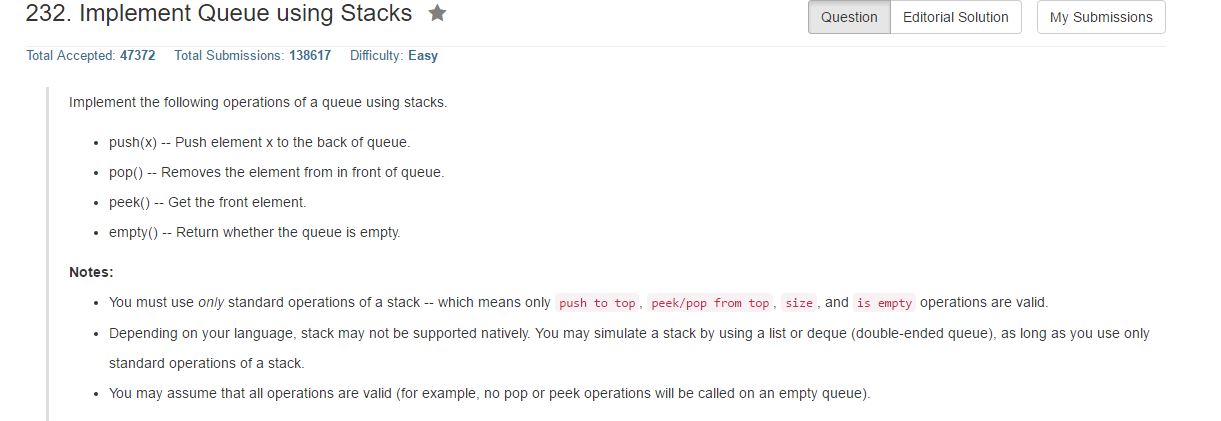 232. Implement Queue using Stacks
Question Editorial Solution My Submissions
Total Accepted: 47372 Total Submissions: 138617 Difficulty: Easy
Implement the following operations of a queue using stacks.
• push(x) -- Push element x to the back of queue.
• pop() -- Removes the element from in front of queue.
• peek() -- Get the front element.
• empty() -- Return whether the queue is empty.
Notes:
• You must use only standard operations of a stack -- which means only push to top, peek/pop from top, size, and is empty operations are valid.
• Depending on your language, stack may not be supported natively. You may simulate a stack by using a list or deque (double-ended queue), as long as you use only
standard operations of a stack.
• You may assume that all operations are valid (for example, no pop or peek operations will be called on an empty queue).